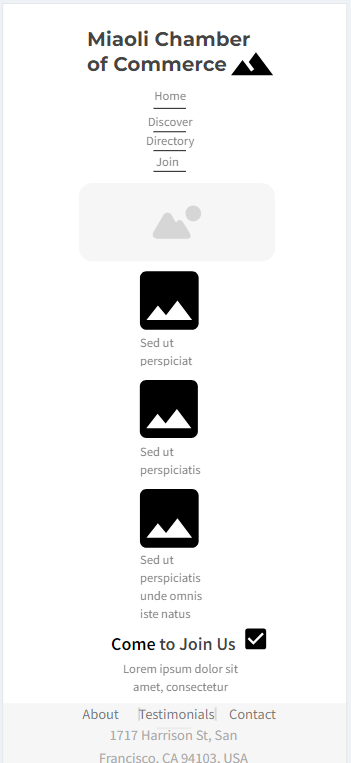 Miaoli Chamber
of Commerce
Home
Discover
Directory
Join
Sed ut
perspiciat
Sed ut
perspiciatis
Sed ut
perspiciatis
unde omnis
iste natus
Come to Join Us
Lorem ipsum dolor sit
amet, consectetur
About Testimonials Contact
1717 Harrison St, San
Francisco, CA 94103, USA